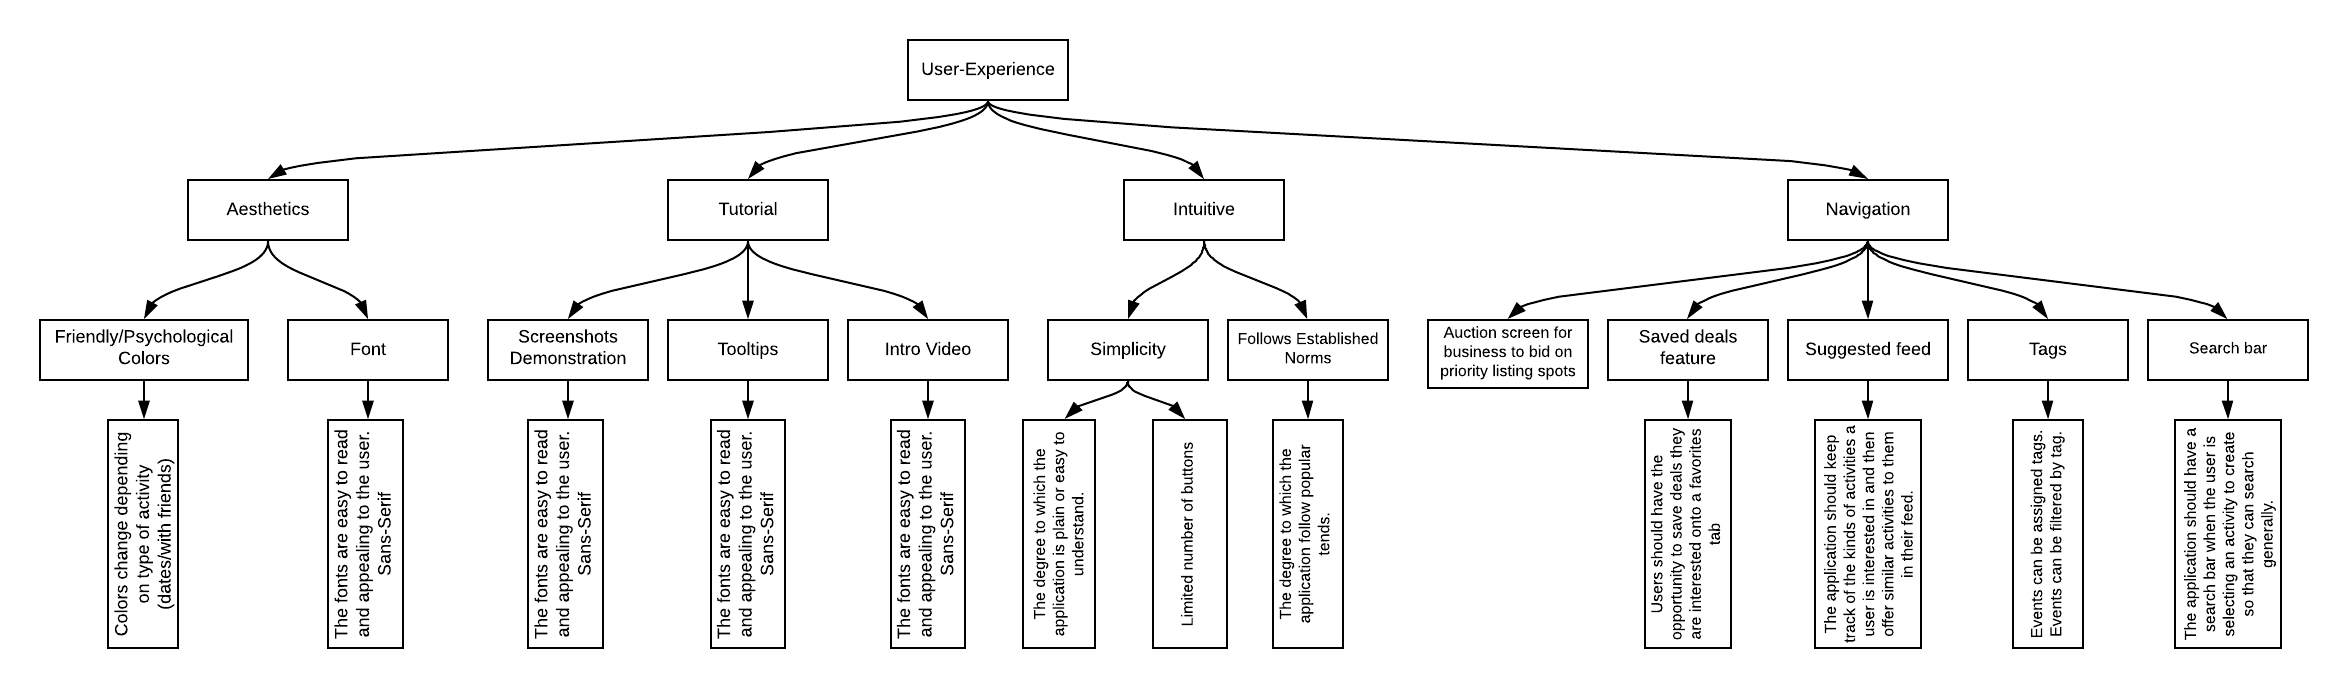 User-Experience
Aesthetics
Tutorial
Intuitive
Navigation
Friendly/Psychological
Colors
Font
Screenshots
Demonstration
Tooltips
Intro Video
Simplicity
Follows Established
Norms
Auction screen for
business to bid on
priority listing spots
Saved deals
feature
Suggested feed
Tags
Search bar
Colors change depending
on type of activity
(dates/with friends)
The fonts are easy to read
and appealing to the user.
Sans-Serif
The fonts are easy to read
and appealing to the user.
Sans-Serif
The fonts are easy to read
and appealing to the user.
Sans-Serif
The fonts are easy to read
and appealing to the user.
Sans-Serif
The degree to which the
application is plain or easy to
understand.
Limited number of buttons
The degree to which the
application follow popular
tends.
Users should have the
opportunity to save deals they
are interested onto a favorites
tab
The application should keep
track of the kinds of activities a
user is interested in and then
offer similar activities to them
in their feed.
Events can be assigned tags.
Events can be filtered by tag.
The application should have a
search bar when the user is
selecting an activity to create
so that they can search
generally.